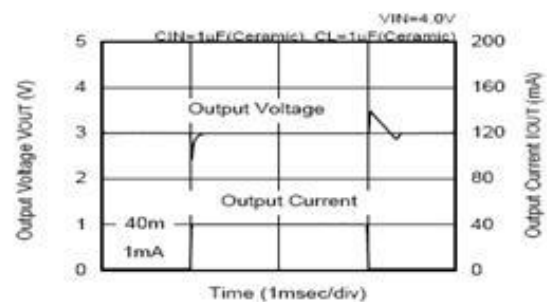 VIN=4.0V
CIN=1uF(Ceramic), CL=1uF(Ceramic)
5 200
4 160
3 120
2 80
1 40
0 0
Output Voltage VOUT (V)
Output Current IOUT (mA)
Output Voltage
Output Current
40m
1mA
Time (1msec/div)